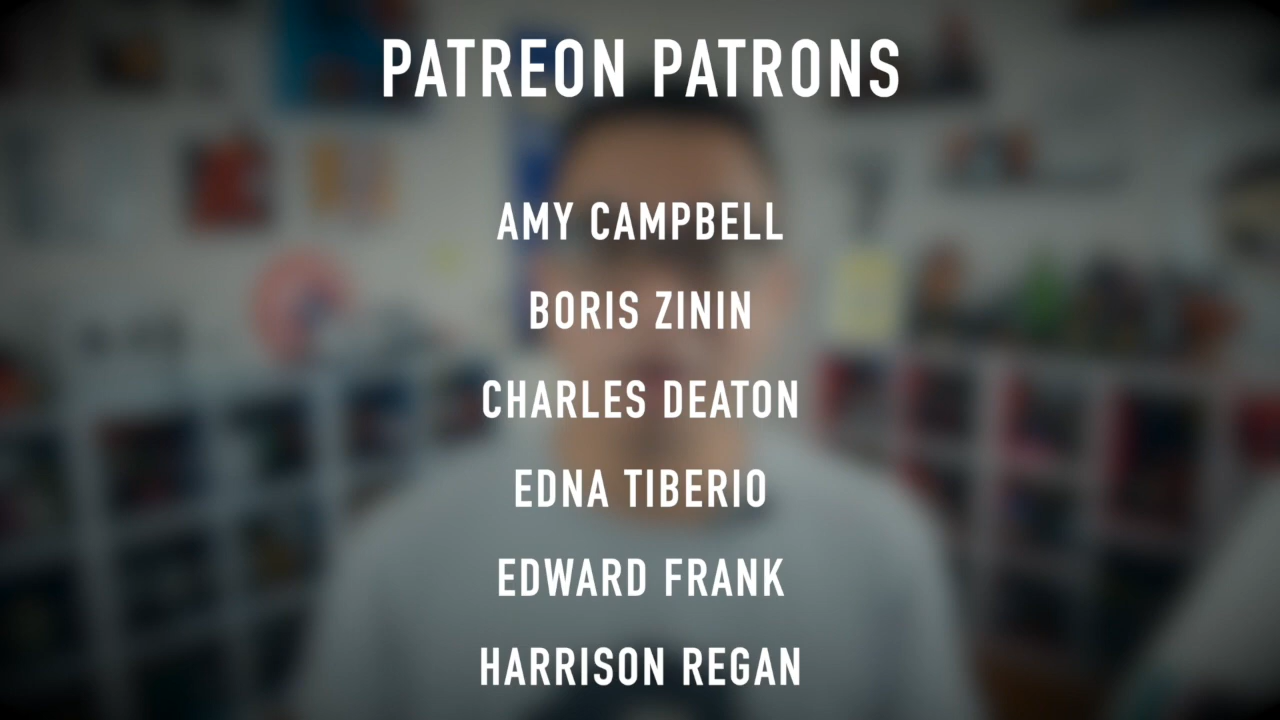 PATREON PATRONS
AMY CAMPBELL
BORIS ZININ
CHARLES DEATON
EDNA TIBERIO
EDWARD FRANK
HARRISON REGAN